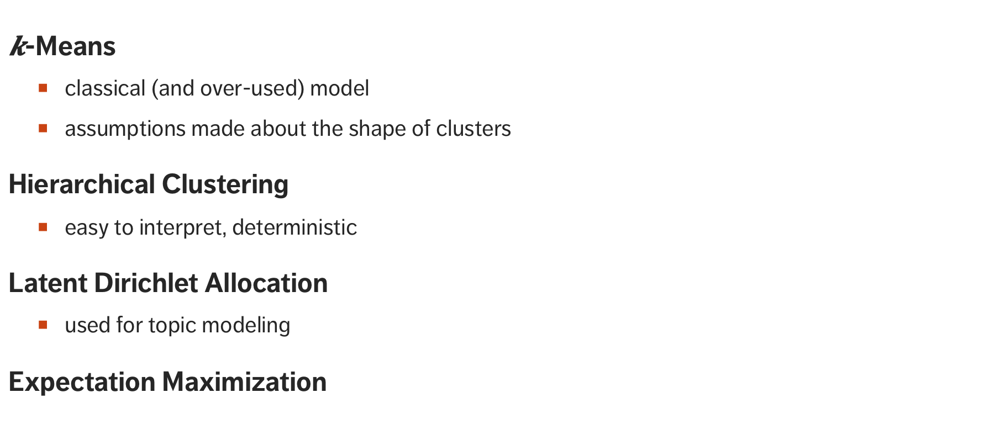 k-Means
▪ classical (and over-used) model
▪ assumptions made about the shape of clusters
Hierarchical Clustering
▪ easy to interpret, deterministic
Latent Dirichlet Allocation
▪ used for topic modeling
Expectation Maximization